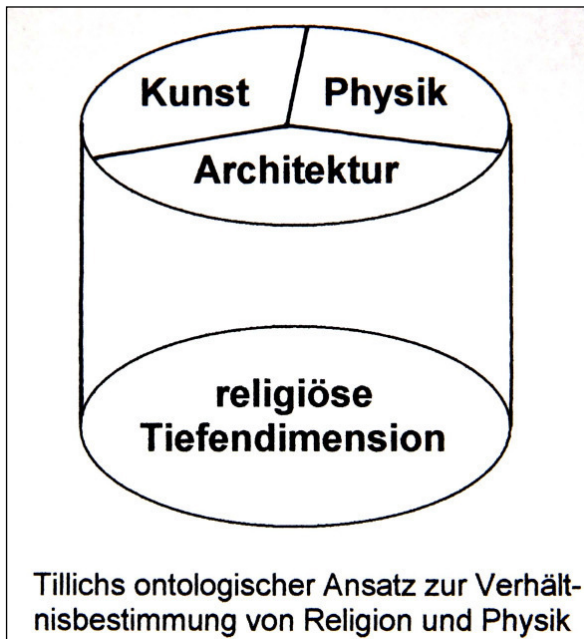 Kunst Physik
Architektur
religiöse
Tiefendimension
Tillichs ontologischer Ansatz zur Verhält-
nisbestimmung von Religion und Physik